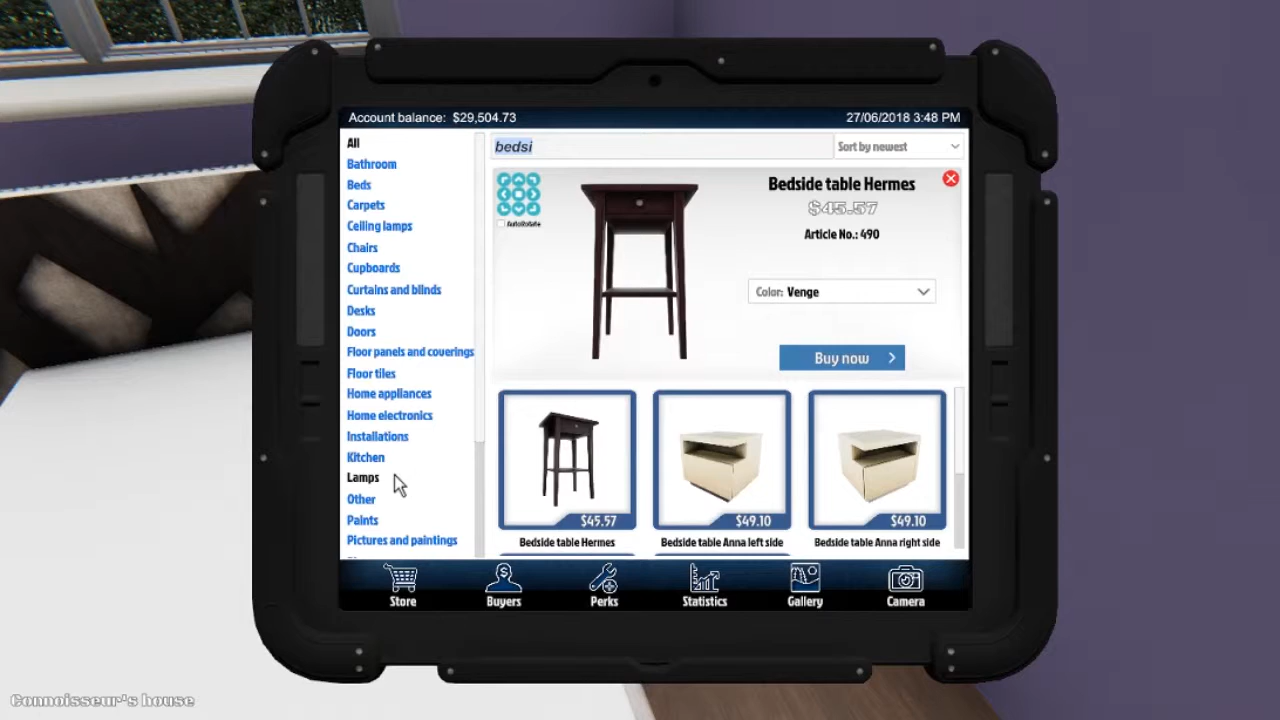 Account balance: $29,504.73
27/06/2018 3:48 PM
All
Bathroom
Beds
Carpets
Ceiling lamps
Chairs
Cupboards
Curtains and blinds
Desks
Doors
Floor panels and coverings
Floor tiles
Home appliances
Home electronics
Installations
Kitchen
Lamps
Other
Paints
Pictures and paintings
bedsi
Sort by newest
AutoRotate
Bedside table Hermes
$45.57
Article No.: 490
Color: Venge
Buy now
$45.57
$49.10
$49.10
Bedside table Hermes
Bedside table Anna left side
Bedside table Anna right side
Store
Buyers
Perks
Statistics
Gallery
Camera
Connoisseur's house